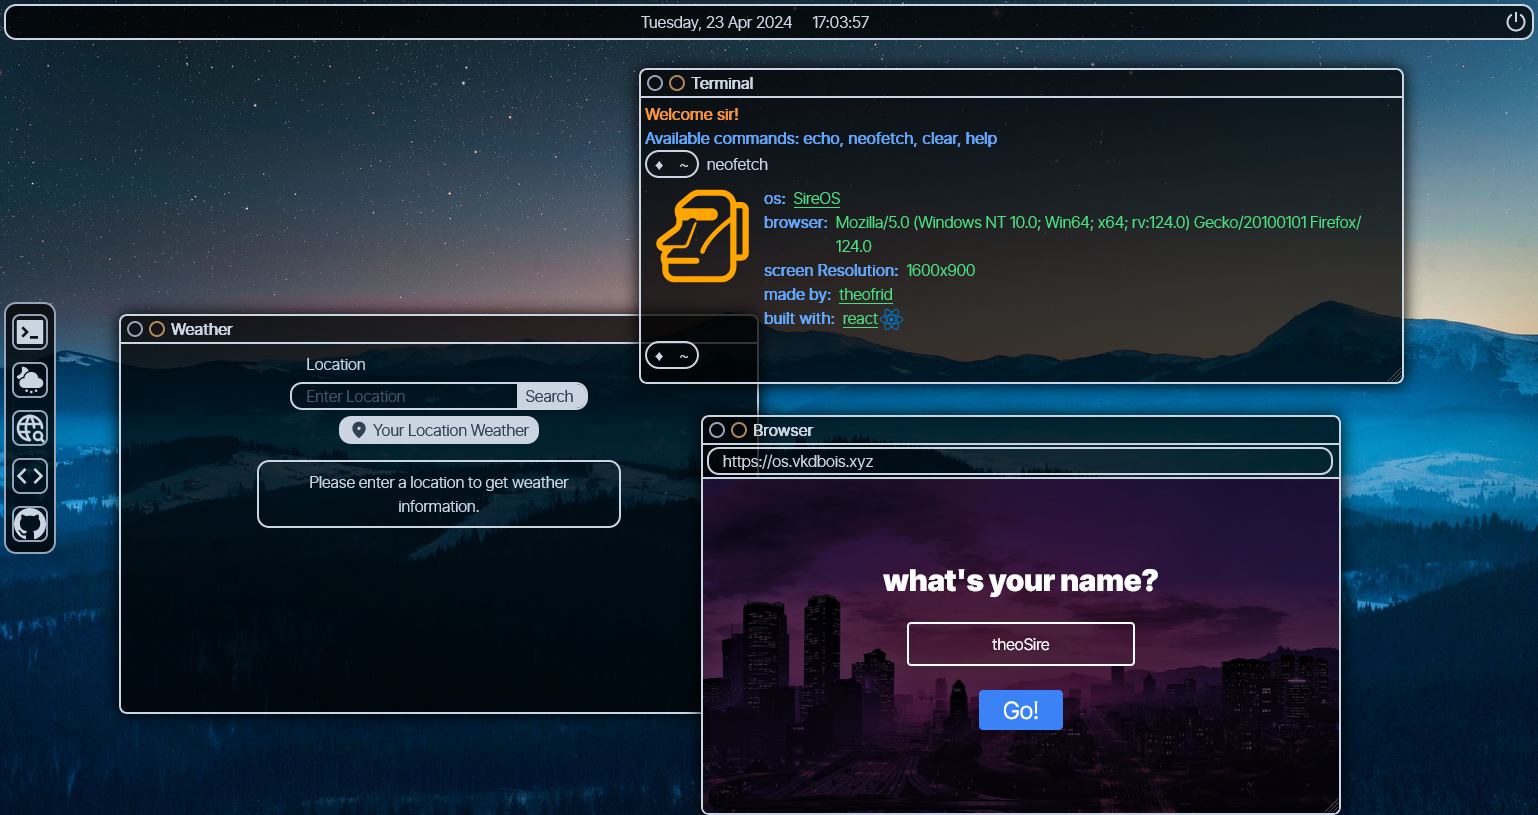 Tuesday, 23 Apr 2024 17:03:57
Terminal
Welcome sir!
Available commands: echo, neofetch, clear, help
♦ ~ neofetch
os: SireOS
browser: Mozilla/5.0 (Windows NT 10.0; Win64; x64; rv:124.0) Gecko/20100101 Firefox/
124.0
screen Resolution: 1600x900
made by: theofrid
built with: react
♦ ~
Weather
Location
Enter Location Search
Your Location Weather
Please enter a location to get weather
information.
Browser
https://os.vkdbois.xyz
what's your name?
theoSire
Go!